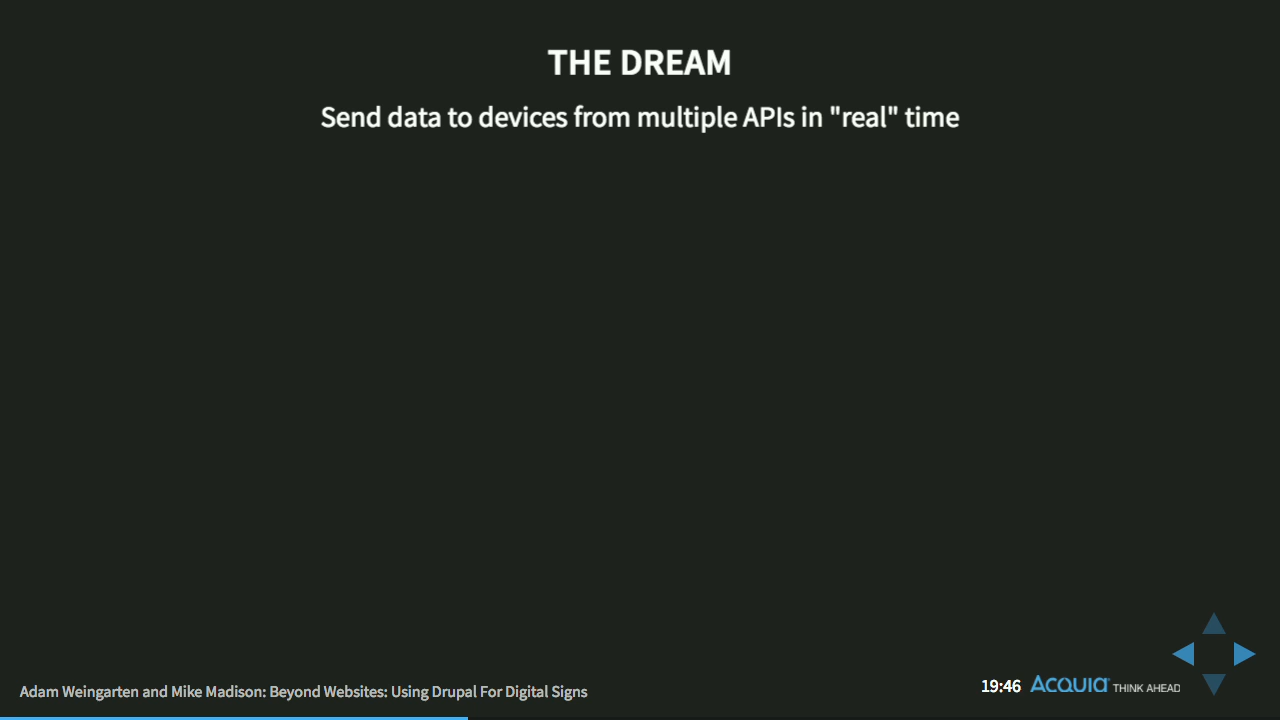 THE DREAM
Send data to devices from multiple APIs in "real" time
Adam Weingarten and Mike Madison: Beyond Websites: Using Drupal For Digital Signs
19:46 Acquia THINK AHEAD